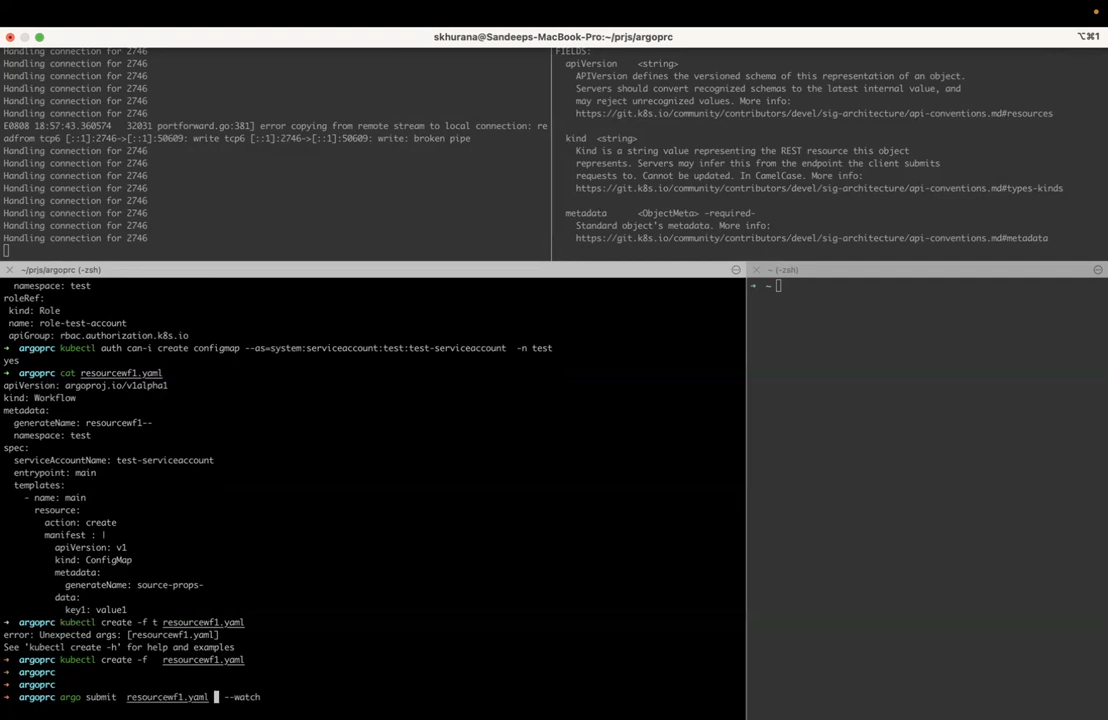 skhurana@Sandeeps-MacBook-Pro:~/prjs/argoprc
⌥⌘1
Handling connection for 2746
Handling connection for 2746
Handling connection for 2746
Handling connection for 2746
Handling connection for 2746
Handling connection for 2746
E0808 18:57:43.360574   32031 portforward.go:381] error copying from remote stream to local connection: re
adfrom tcp6 [::1]:2746->[::1]:50609: write tcp6 [::1]:2746->[::1]:50609: write: broken pipe
Handling connection for 2746
Handling connection for 2746
Handling connection for 2746
Handling connection for 2746
Handling connection for 2746
Handling connection for 2746
Handling connection for 2746
Handling connection for 2746
FIELDS:
apiVersion    <string>
APIVersion defines the versioned schema of this representation of an object.
Servers should convert recognized schemas to the latest internal value, and
may reject unrecognized values. More info:
https://git.k8s.io/community/contributors/devel/sig-architecture/api-conventions.md#resources
kind  <string>
Kind is a string value representing the REST resource this object
represents. Servers may infer this from the endpoint the client submits
requests to. Cannot be updated. In CamelCase. More info:
https://git.k8s.io/community/contributors/devel/sig-architecture/api-conventions.md#types-kinds
metadata      <ObjectMeta> -required-
Standard object's metadata. More info:
https://git.k8s.io/community/contributors/devel/sig-architecture/api-conventions.md#metadata
~/prjs/argoprc (-zsh)
namespace: test
roleRef:
kind: Role
name: role-test-account
apiGroup: rbac.authorization.k8s.io
→ argoprc kubectl auth can-i create configmap --as=system:serviceaccount:test:test-serviceaccount  -n test
yes
→ argoprc cat resourcewf1.yaml
apiVersion: argoproj.io/v1alpha1
kind: Workflow
metadata:
generateName: resourcewf1--
namespace: test
spec:
serviceAccountName: test-serviceaccount
entrypoint: main
templates:
- name: main
resource:
action: create
manifest : |
apiVersion: v1
kind: ConfigMap
metadata:
generateName: source-props-
data:
key1: value1
→ argoprc kubectl create -f t resourcewf1.yaml
error: Unexpected args: [resourcewf1.yaml]
See 'kubectl create -h' for help and examples
→ argoprc kubectl create -f   resourcewf1.yaml
→ argoprc
→ argoprc
→ argoprc argo submit  resourcewf1.yaml  --watch
~ (-zsh)
→ ~